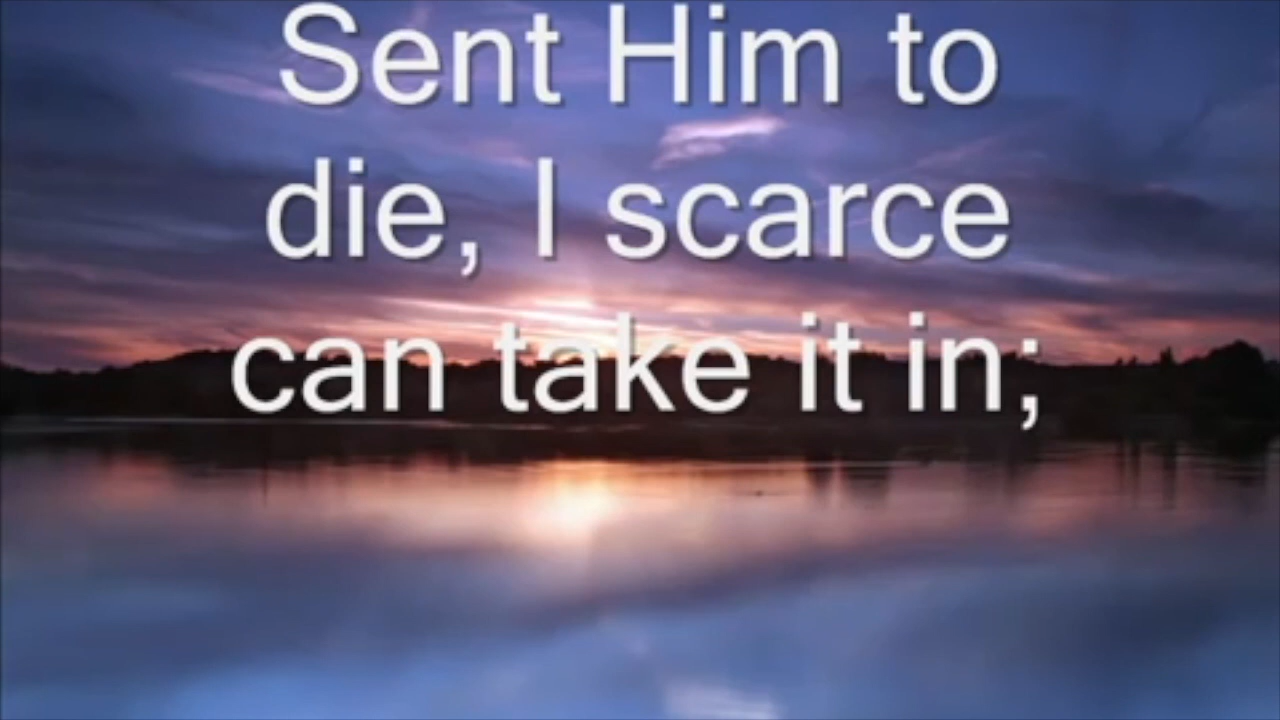 Sent Him to
die, I scarce
can take it in;